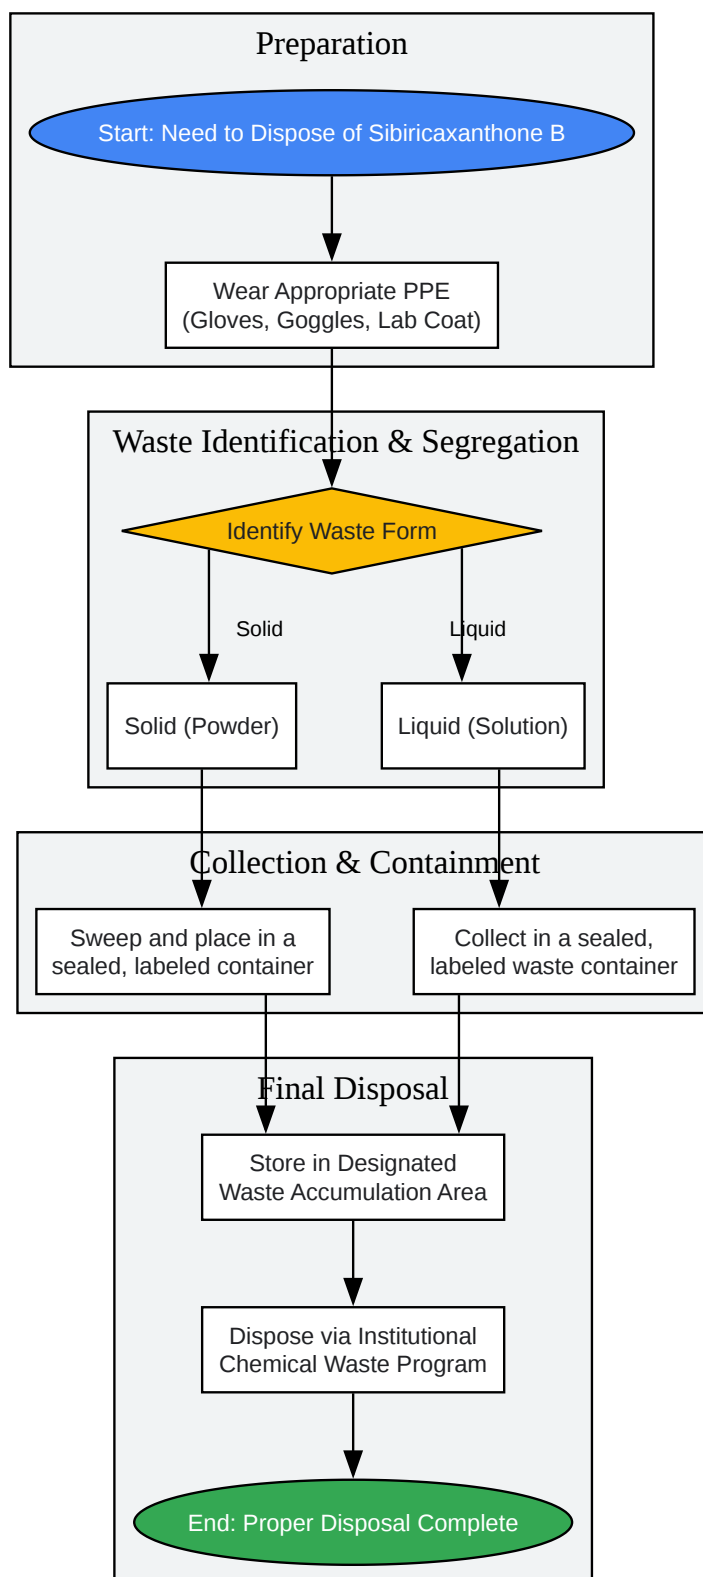 Preparation
Start: Need to Dispose of Sibiricaxanthone B
Wear Appropriate PPE
(Gloves, Goggles, Lab Coat)
Waste Identification & Segregation
Identify Waste Form
Solid
Liquid
Solid (Powder)
Liquid (Solution)
Collection & Containment
Sweep and place in a
sealed, labeled container
Collect in a sealed,
labeled waste container
Final Disposal
Store in Designated
Waste Accumulation Area
Dispose via Institutional
Chemical Waste Program
End: Proper Disposal Complete